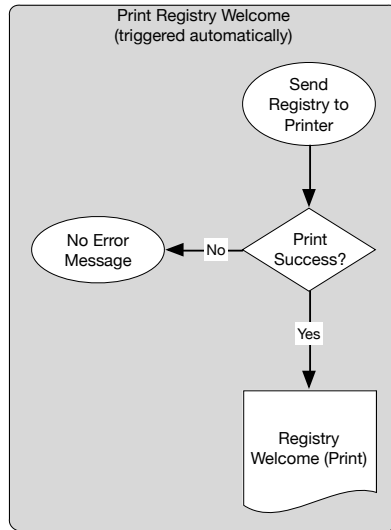 Print Registry Welcome
(triggered automatically)
Send
Registry to
Printer
Print
Success?
No
No Error
Message
Yes
Registry
Welcome (Print)